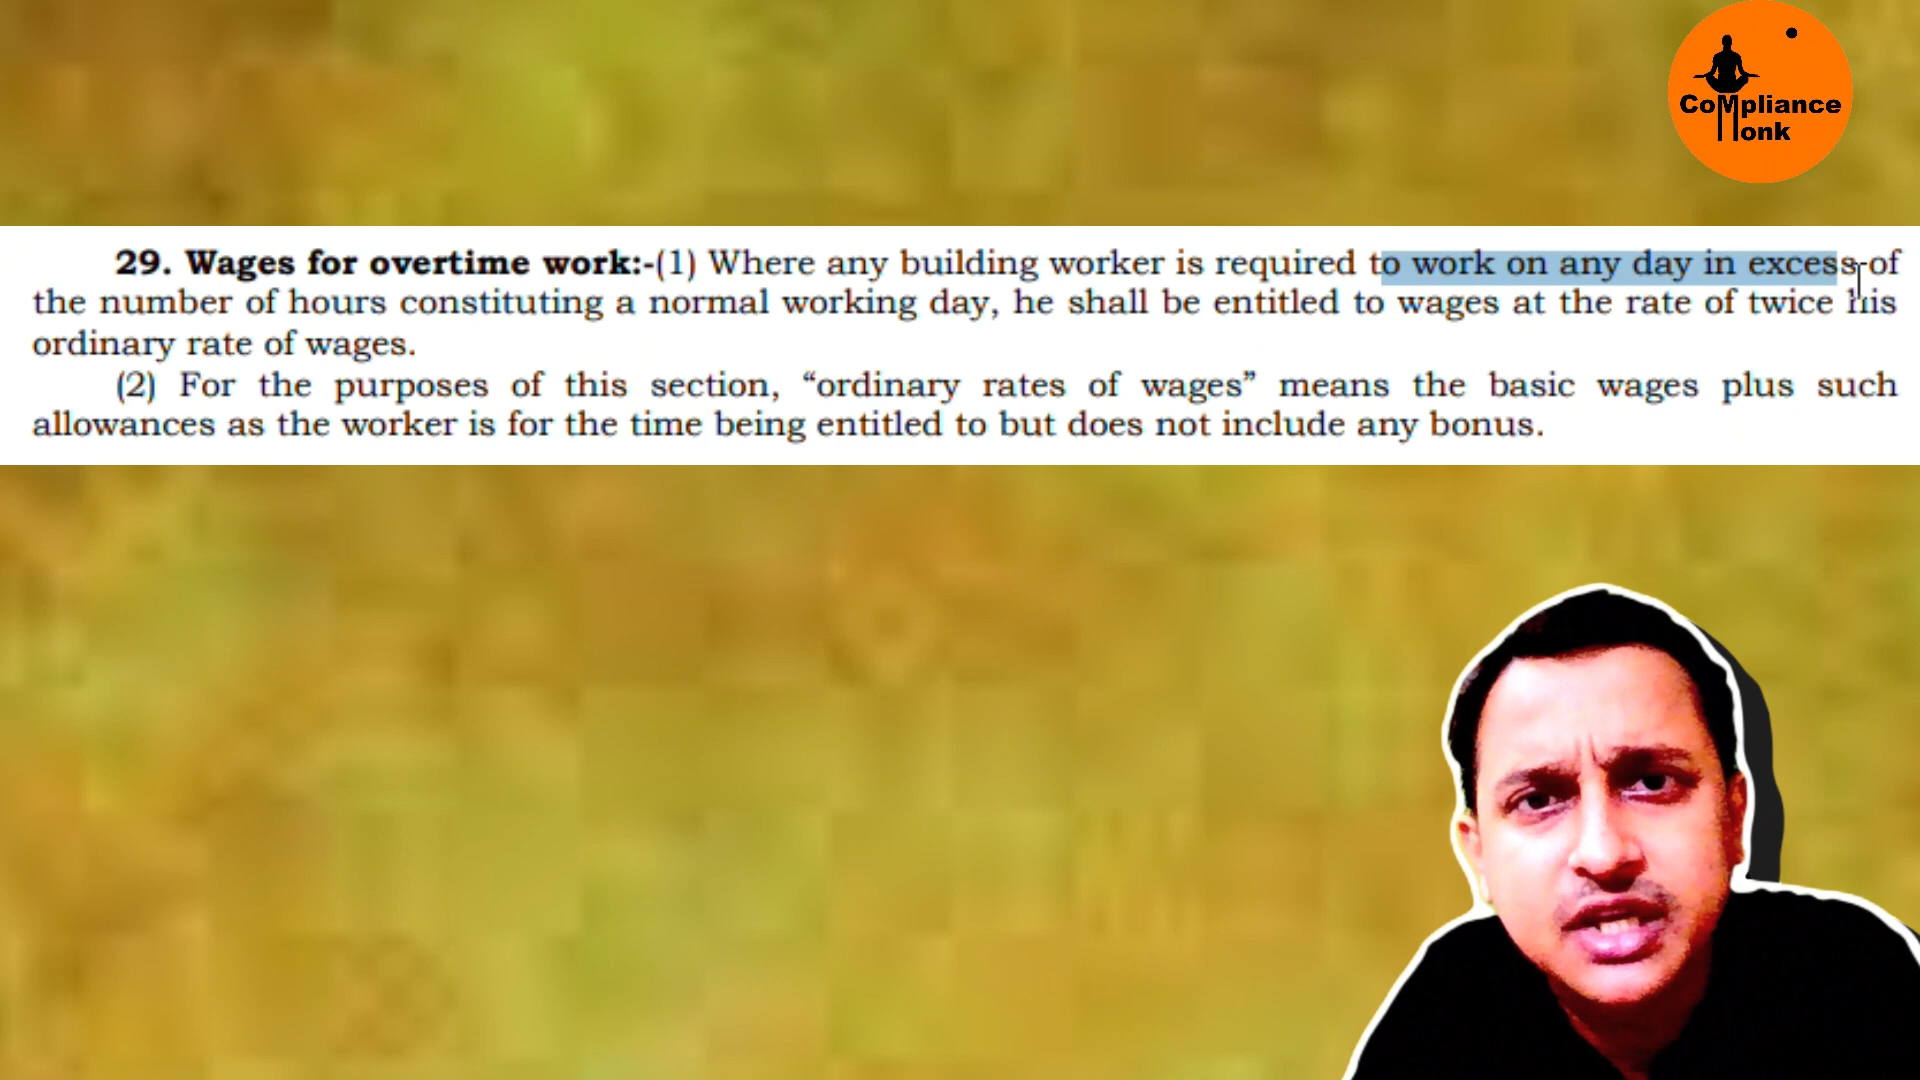 CoMpliance
Monk
29. Wages for overtime work:-(1) Where any building worker is required to work on any day in excess of
the number of hours constituting a normal working day, he shall be entitled to wages at the rate of twice his
ordinary rate of wages.
(2) For the purposes of this section, “ordinary rates of wages” means the basic wages plus such
allowances as the worker is for the time being entitled to but does not include any bonus.